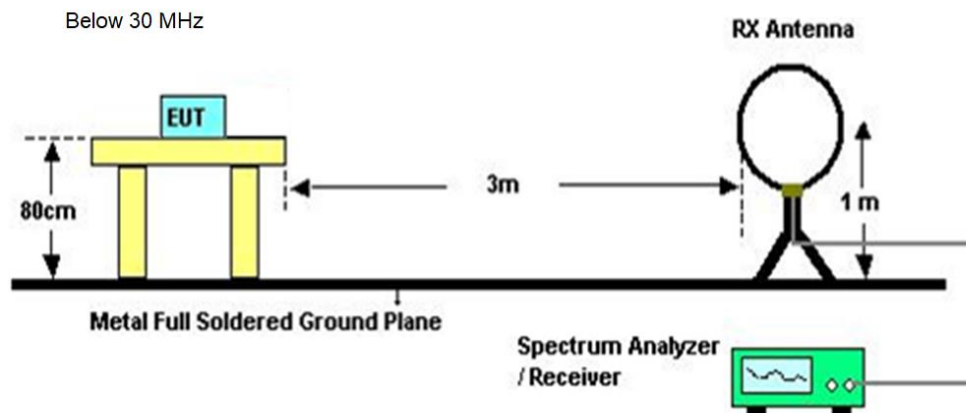 Below 30 MHz
RX Antenna
EUT
3m
80cm
1 m
Metal Full Soldered Ground Plane
Spectrum Analyzer
/ Receiver